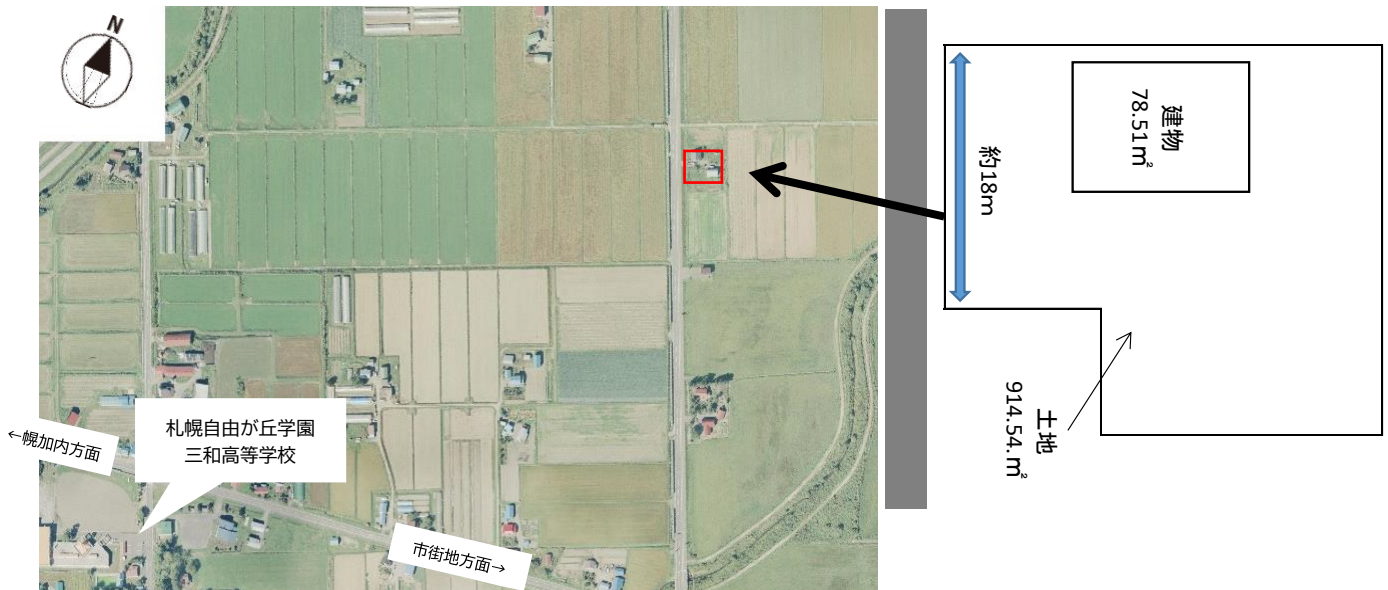 N
札幌自由が丘学園
三和高等学校
←幌加内方面
市街地方面→
建物
78.51㎡
約18m
土地
914.54.㎡